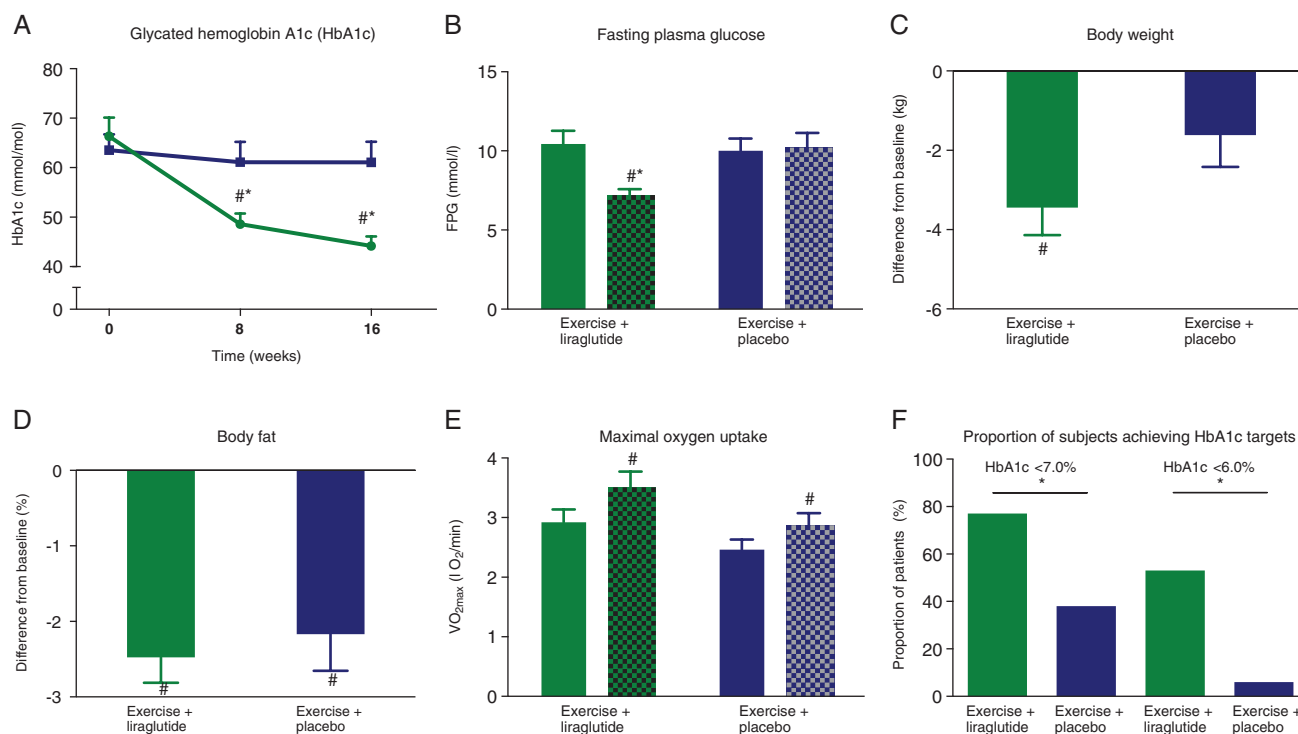 A
Glycated hemoglobin A1c (HbA1c)
HbA1c (mmol/mol)
80
70
60
50
40
0
#*
#*
0
8
16
Time (weeks)
B
Fasting plasma glucose
FPG (mmol/l)
15
10
5
0
#*
Exercise +
liraglutide
Exercise +
placebo
C
Body weight
Difference from baseline (kg)
0
-2
-4
-6
#
Exercise +
liraglutide
Exercise +
placebo
D
Body fat
Difference from baseline (%)
0
-1
-2
-3
#
#
Exercise +
liraglutide
Exercise +
placebo
E
Maximal oxygen uptake
VO2max (l O2/min)
4
3
2
1
0
#
#
Exercise +
liraglutide
Exercise +
placebo
F
Proportion of subjects achieving HbA1c targets
Proportion of patients (%)
100
80
60
40
20
0
HbA1c <7.0%
*
HbA1c <6.0%
*
Exercise +
liraglutide
Exercise +
placebo
Exercise +
liraglutide
Exercise +
placebo